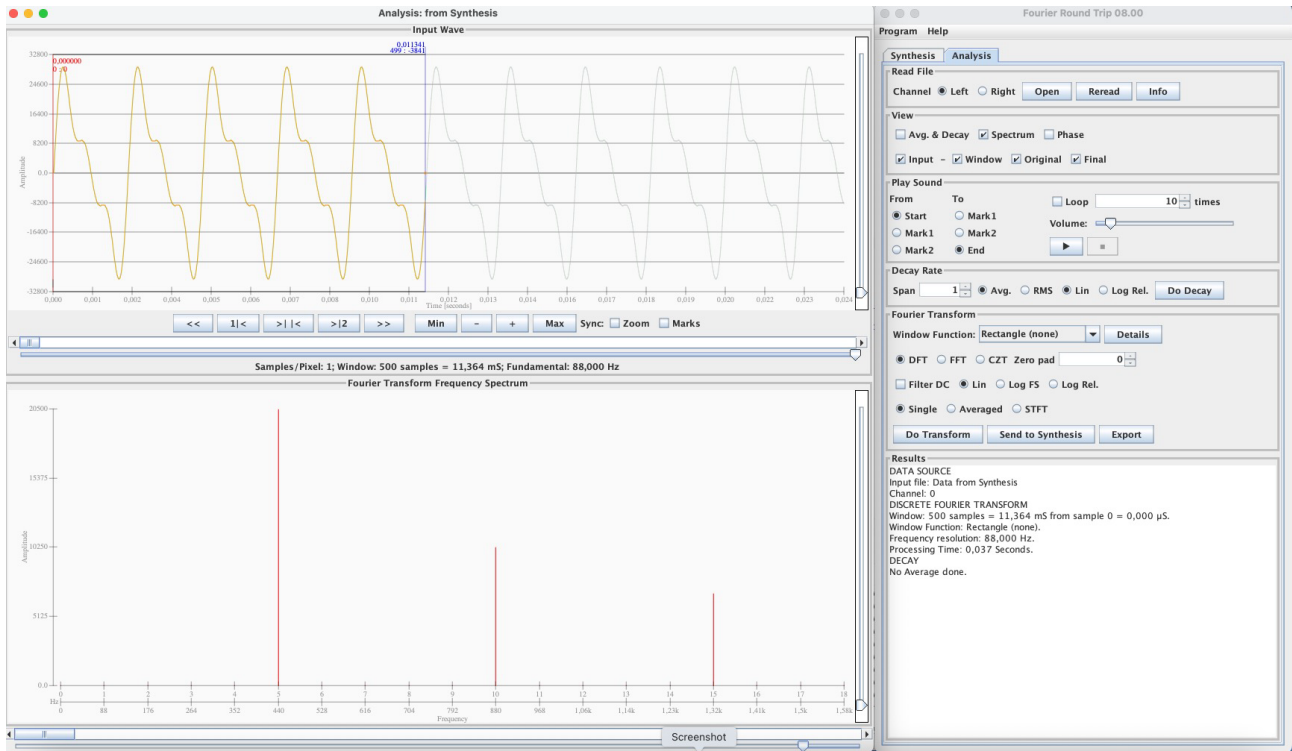 Analysis: from Synthesis
Input Wave
0,011341
499 : -3841
0,000000
0 : 0
32800
24600
16400
8200
0.0
-8200
-16400
-24600
-32800
Amplitude
0,000 0,001 0,002 0,003 0,004 0,005 0,006 0,007 0,008 0,009 0,010 0,011 0,012 0,013 0,014 0,015 0,016 0,017 0,018 0,019 0,020 0,021 0,022 0,023 0,024
Time [seconds]
<< 1|< >||< >|2 >> Min - + Max Sync: Zoom Marks
Samples/Pixel: 1; Window: 500 samples = 11,364 mS; Fundamental: 88,000 Hz
Fourier Transform Frequency Spectrum
20500
15375
10250
5125
0.0
Amplitude
0 1 2 3 4 5 6 7 8 9 10 11 12 13 14 15 16 17 18
Hz
0 88 176 264 352 440 528 616 704 792 880 968 1,06k 1,14k 1,23k 1,32k 1,41k 1,5k 1,58k
Frequency
Screenshot
Fourier Round Trip 08.00
Program Help
Synthesis Analysis
Read File
Channel Left Right Open Reread Info
View
Avg. & Decay Spectrum Phase
Input - Window Original Final
Play Sound
From To Loop 10 times
Start Mark1 Volume:
Mark1 Mark2
Mark2 End
Decay Rate
Span 1 Avg. RMS Lin Log Rel. Do Decay
Fourier Transform
Window Function: Rectangle (none) Details
DFT FFT CZT Zero pad 0
Filter DC Lin Log FS Log Rel.
Single Averaged STFT
Do Transform Send to Synthesis Export
Results
DATA SOURCE
Input file: Data from Synthesis
Channel: 0
DISCRETE FOURIER TRANSFORM
Window: 500 samples = 11,364 mS from sample 0 = 0,000 µS.
Window Function: Rectangle (none).
Frequency resolution: 88,000 Hz.
Processing Time: 0,037 Seconds.
DECAY
No Average done.